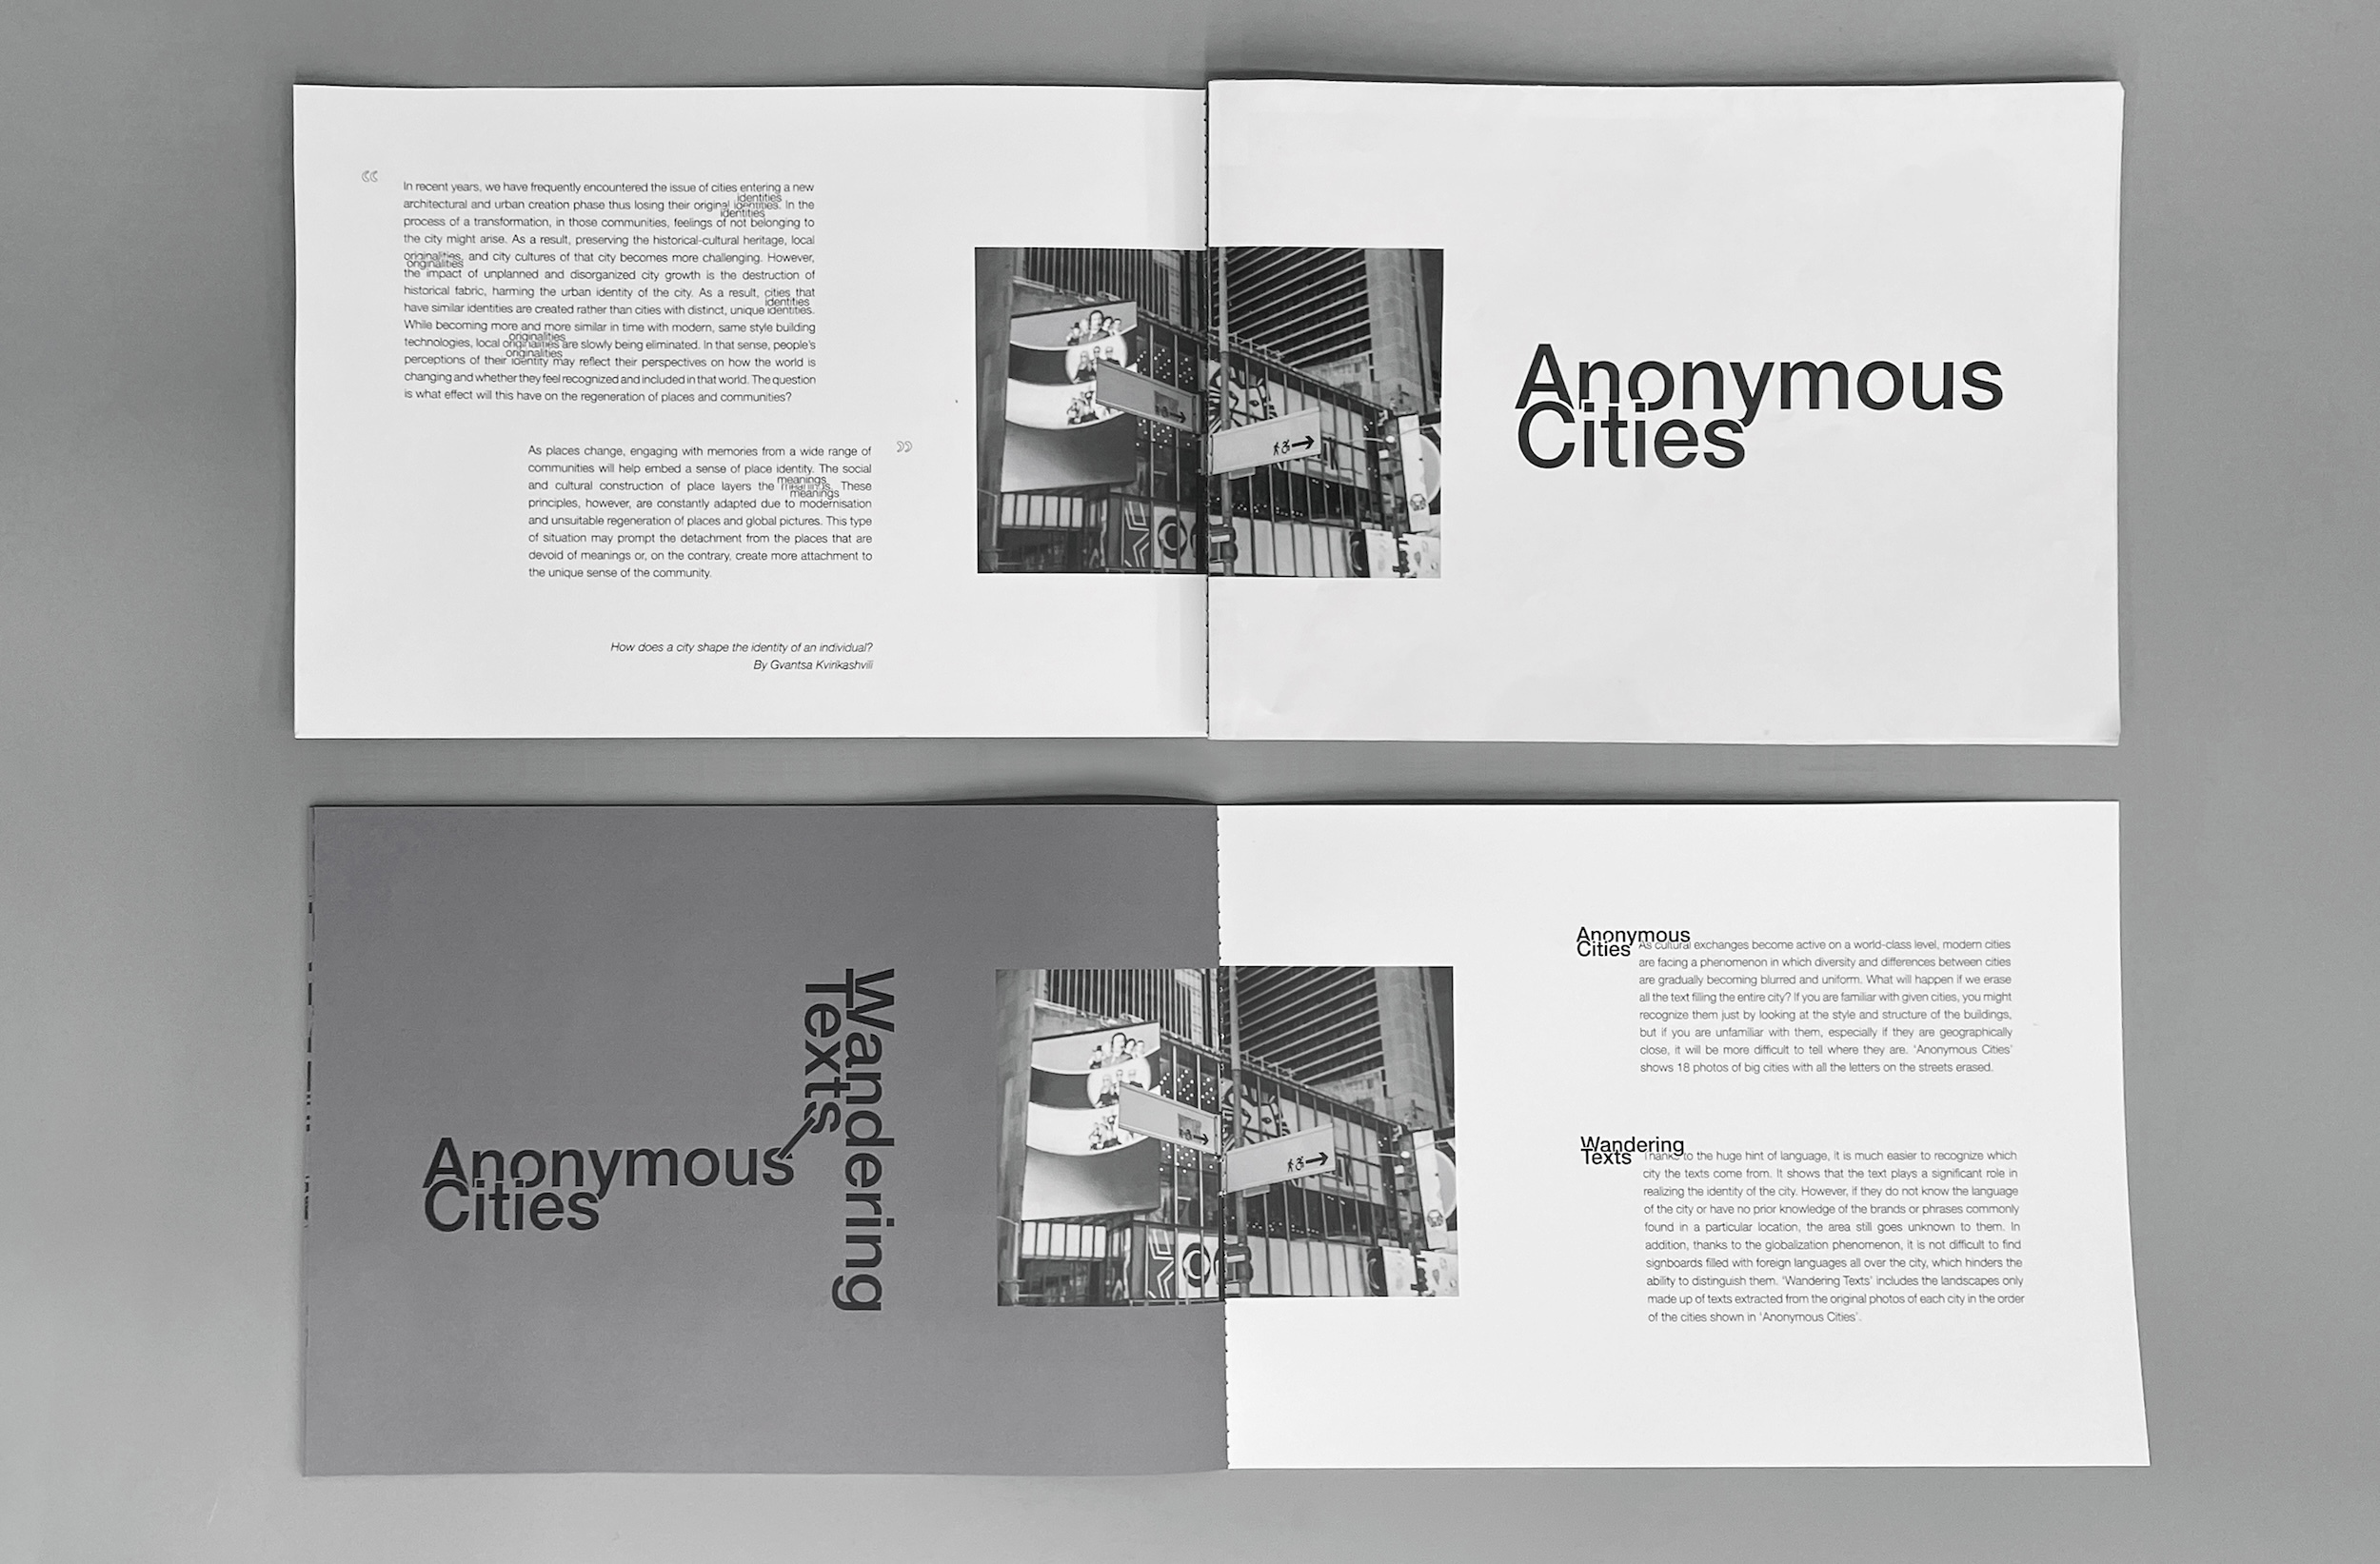 “
In recent years, we have frequently encountered the issue of cities entering a new
identities
architectural and urban creation phase thus losing their original identities. In the
identities
process of a transformation, in those communities, feelings of not belonging to
the city might arise. As a result, preserving the historical-cultural heritage, local
originalities, and city cultures of that city becomes more challenging. However,
originalities
the impact of unplanned and disorganized city growth is the destruction of
historical fabric, harming the urban identity of the city. As a result, cities that
identities
have similar identities are created rather than cities with distinct, unique identities.
While becoming more and more similar in time with modern, same style building
originalities
technologies, local originalities are slowly being eliminated. In that sense, people's
originalities
perceptions of their identity may reflect their perspectives on how the world is
changing and whether they feel recognized and included in that world. The question
is what effect will this have on the regeneration of places and communities?
As places change, engaging with memories from a wide range of
”
communities will help embed a sense of place identity. The social
meanings
and cultural construction of place layers the meanings. These
meanings
principles, however, are constantly adapted due to modernisation
and unsuitable regeneration of places and global pictures. This type
of situation may prompt the detachment from the places that are
devoid of meanings or, on the contrary, create more attachment to
the unique sense of the community.
How does a city shape the identity of an individual?
By Gvantsa Kvirikashvili
Anonymous
Cities
Anonymous
Cities
Wandering
Texts
Anonymous
Cities
As cultural exchanges become active on a world-class level, modern cities
are facing a phenomenon in which diversity and differences between cities
are gradually becoming blurred and uniform. What will happen if we erase
all the text filling the entire city? If you are familiar with given cities, you might
recognize them just by looking at the style and structure of the buildings,
but if you are unfamiliar with them, especially if they are geographically
close, it will be more difficult to tell where they are. 'Anonymous Cities'
shows 18 photos of big cities with all the letters on the streets erased.
Wandering
Texts
Thanks to the huge hint of language, it is much easier to recognize which
city the texts come from. It shows that the text plays a significant role in
realizing the identity of the city. However, if they do not know the language
of the city or have no prior knowledge of the brands or phrases commonly
found in a particular location, the area still goes unknown to them. In
addition, thanks to the globalization phenomenon, it is not difficult to find
signboards filled with foreign languages all over the city, which hinders the
ability to distinguish them. 'Wandering Texts' includes the landscapes only
made up of texts extracted from the original photos of each city in the order
of the cities shown in 'Anonymous Cities'.